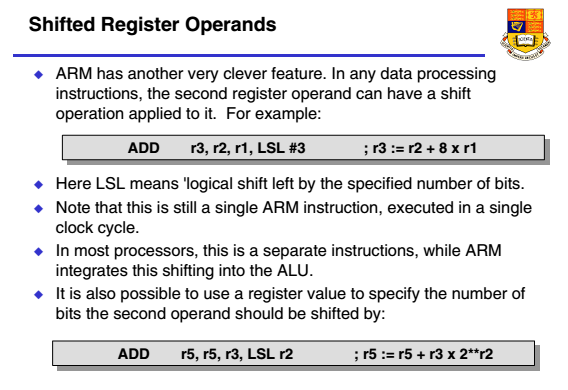 Shifted Register Operands
ARM has another very clever feature. In any data processing
instructions, the second register operand can have a shift
operation applied to it. For example:
ADD r3, r2, r1, LSL #3 ; r3 := r2 + 8 x r1
Here LSL means 'logical shift left by the specified number of bits.
Note that this is still a single ARM instruction, executed in a single
clock cycle.
In most processors, this is a separate instructions, while ARM
integrates this shifting into the ALU.
It is also possible to use a register value to specify the number of
bits the second operand should be shifted by:
ADD r5, r5, r3, LSL r2 ; r5 := r5 + r3 x 2**r2